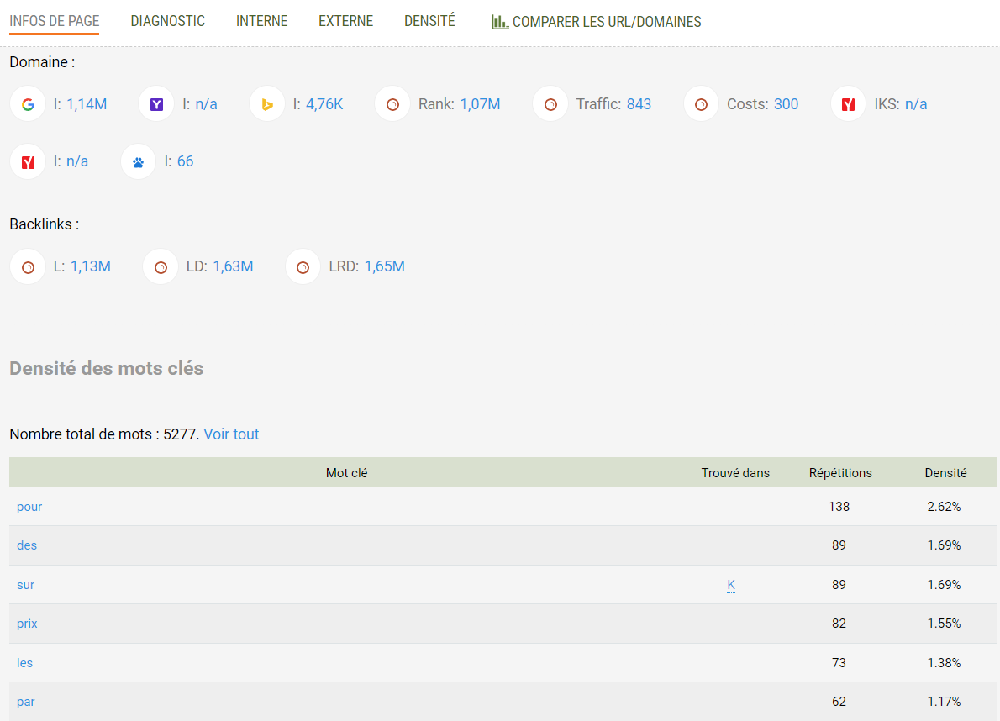 INFOS DE PAGE DIAGNOSTIC INTERNE EXTERNE DENSITÉ COMPARER LES URL/DOMAINES
Domaine :
I: 1,14M I: n/a I: 4,76K Rank: 1,07M Traffic: 843 Costs: 300 IKS: n/a
I: n/a I: 66
Backlinks :
L: 1,13M LD: 1,63M LRD: 1,65M
Densité des mots clés
Nombre total de mots : 5277. Voir tout
Mot clé Trouvé dans Répétitions Densité
pour 138 2.62%
des 89 1.69%
sur K 89 1.69%
prix 82 1.55%
les 73 1.38%
par 62 1.17%